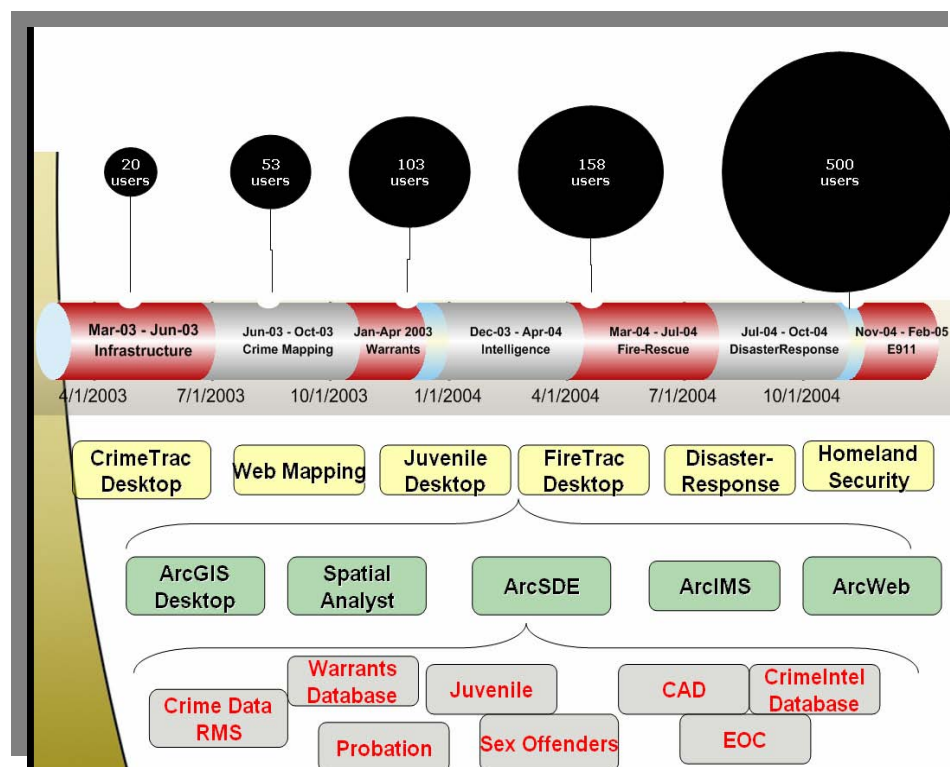 20
users
53
users
103
users
158
users
500
users
Mar-03 - Jun-03
Infrastructure
Jun-03 - Oct-03
Crime Mapping
Jan-Apr 2003
Warrants
Dec-03 - Apr-04
Intelligence
Mar-04 - Jul-04
Fire-Rescue
Jul-04 - Oct-04
DisasterResponse
Nov-04 - Feb-05
E911
4/1/2003
7/1/2003
10/1/2003
1/1/2004
4/1/2004
7/1/2004
10/1/2004
CrimeTrac
Desktop
Web Mapping
Juvenile
Desktop
FireTrac
Desktop
Disaster-
Response
Homeland
Security
ArcGIS
Desktop
Spatial
Analyst
ArcSDE
ArcIMS
ArcWeb
Crime Data
RMS
Warrants
Database
Probation
Juvenile
Sex Offenders
CAD
EOC
CrimeIntel
Database